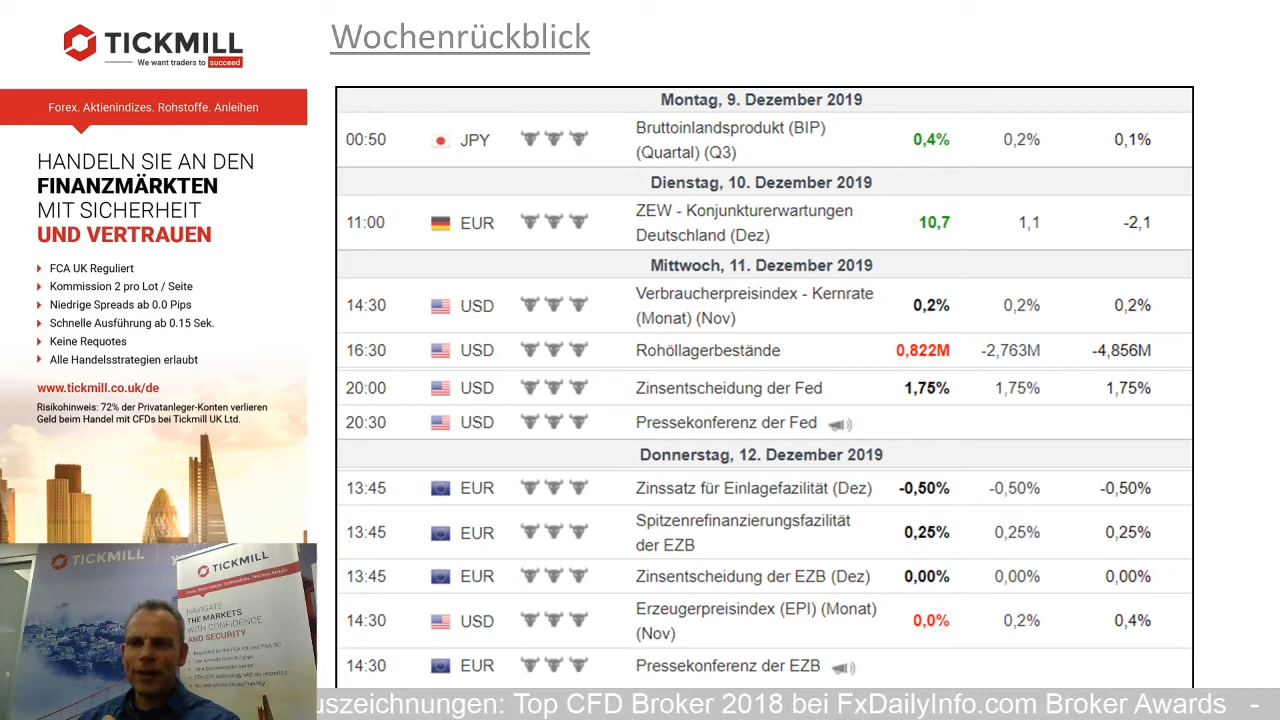 TICKMILL
We want traders to succeed
Forex. Aktienindizes. Rohstoffe. Anleihen
HANDELN SIE AN DEN
FINANZMÄRKTEN
MIT SICHERHEIT
UND VERTRAUEN
FCA UK Reguliert
Kommission 2 pro Lot / Seite
Niedrige Spreads ab 0.0 Pips
Schnelle Ausführung ab 0.15 Sek.
Keine Requotes
Alle Handelsstrategien erlaubt
www.tickmill.co.uk/de
Risikohinweis: 72% der Privatanleger-Konten verlieren
Geld beim Handel mit CFDs bei Tickmill UK Ltd.
TICKMILL
TICKMILL
NAVIGATE
THE MARKETS
WITH CONFIDENCE
AND SECURITY
Wochenrückblick
Montag, 9. Dezember 2019
00:50 JPY Bruttoinlandsprodukt (BIP) 0,4% 0,2% 0,1%
(Quartal) (Q3)
Dienstag, 10. Dezember 2019
11:00 EUR ZEW - Konjunkturerwartungen 10,7 1,1 -2,1
Deutschland (Dez)
Mittwoch, 11. Dezember 2019
14:30 USD Verbraucherpreisindex - Kernrate 0,2% 0,2% 0,2%
(Monat) (Nov)
16:30 USD Rohöllagerbestände 0,822M -2,763M -4,856M
20:00 USD Zinsentscheidung der Fed 1,75% 1,75% 1,75%
20:30 USD Pressekonferenz der Fed
Donnerstag, 12. Dezember 2019
13:45 EUR Zinssatz für Einlagefazilität (Dez) -0,50% -0,50% -0,50%
13:45 EUR Spitzenrefinanzierungsfazilität 0,25% 0,25% 0,25%
der EZB
13:45 EUR Zinsentscheidung der EZB (Dez) 0,00% 0,00% 0,00%
14:30 USD Erzeugerpreisindex (EPI) (Monat) 0,0% 0,2% 0,4%
(Nov)
14:30 EUR Pressekonferenz der EZB
uszeichnungen: Top CFD Broker 2018 bei FxDailyInfo.com Broker Awards -